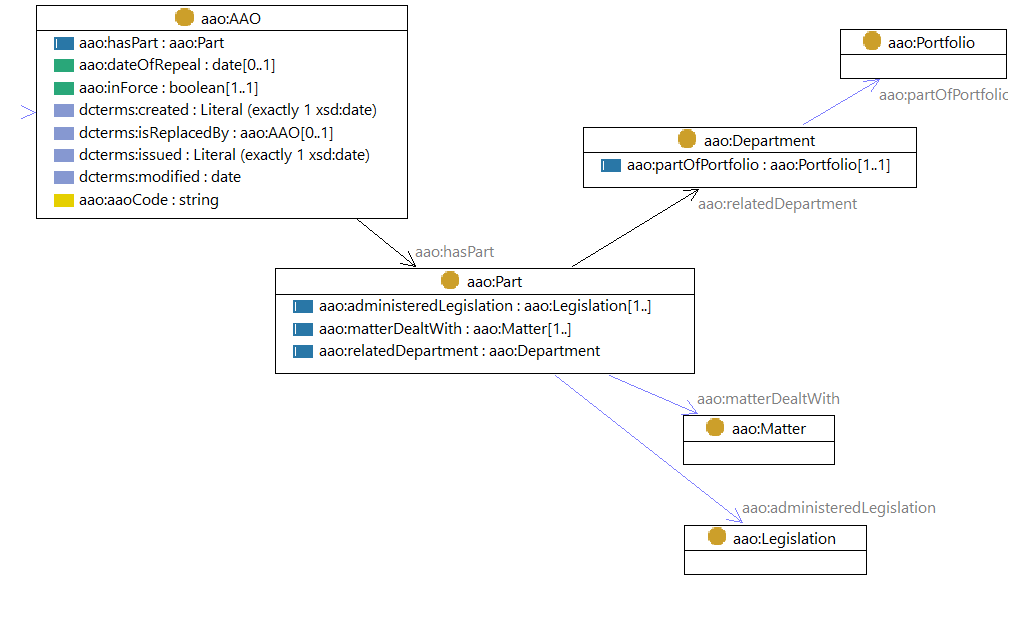 aao:AAO
aao:hasPart : aao:Part
aao:dateOfRepeal : date[0..1]
aao:inForce : boolean[1..1]
dcterms:created : Literal (exactly 1 xsd:date)
dcterms:isReplacedBy : aao:AAO[0..1]
dcterms:issued : Literal (exactly 1 xsd:date)
dcterms:modified : date
aao:aaoCode : string
aao:Portfolio
aao:partOfPortfolio
aao:Department
aao:partOfPortfolio : aao:Portfolio[1..1]
aao:relatedDepartment
aao:hasPart
aao:Part
aao:administeredLegislation : aao:Legislation[1..]
aao:matterDealtWith : aao:Matter[1..]
aao:relatedDepartment : aao:Department
aao:matterDealtWith
aao:Matter
aao:administeredLegislation
aao:Legislation